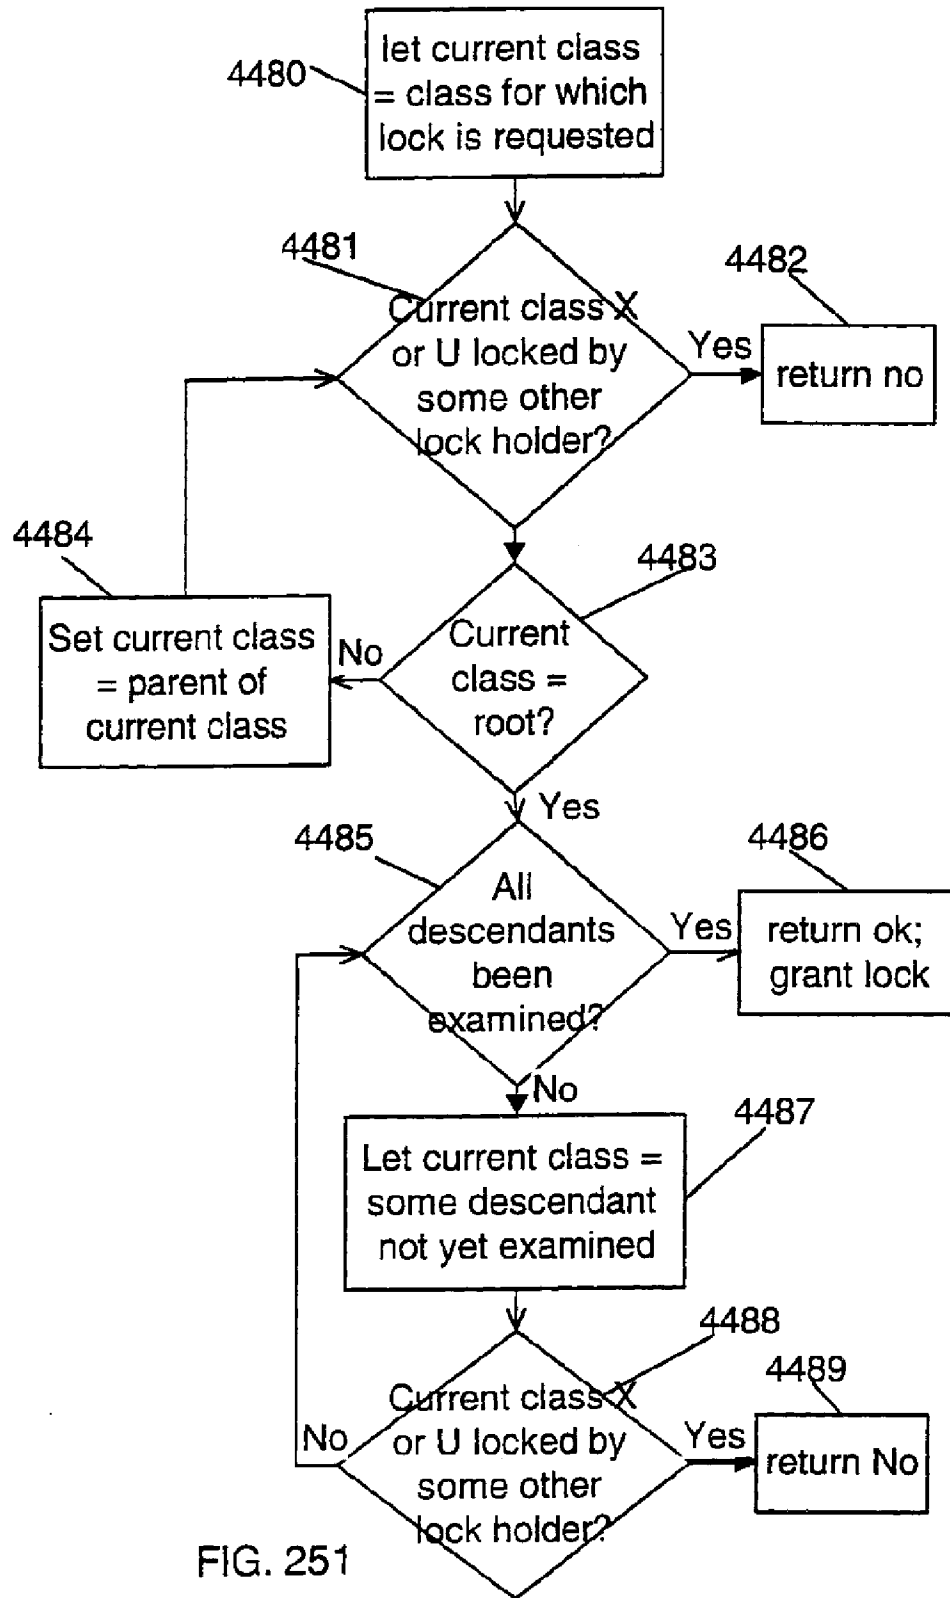 4480
let current class
= class for which
lock is requested
4481
Current class X
or U locked by
some other
lock holder?
Yes
4482
return no
4483
Current
class =
root?
No
4484
Set current class
= parent of
current class
Yes
4485
All
descendants
been
examined?
Yes
4486
return ok;
grant lock
No
4487
Let current class =
some descendant
not yet examined
4488
Current class X
or U locked by
some other
lock holder?
No
Yes
4489
return No
FIG. 251